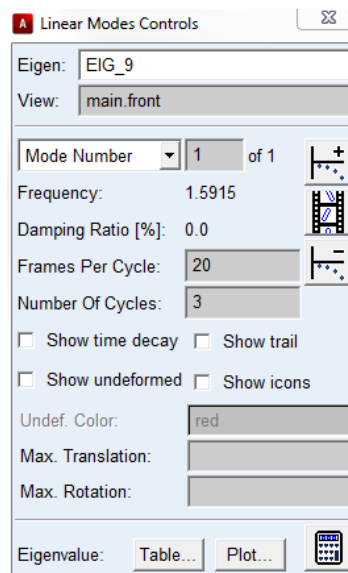 Linear Modes Controls
Eigen: EIG_9
View: main.front
Mode Number 1 of 1
Frequency: 1.5915
Damping Ratio [%]: 0.0
Frames Per Cycle: 20
Number Of Cycles: 3
Show time decay Show trail
Show undeformed Show icons
Undef. Color: red
Max. Translation:
Max. Rotation:
Eigenvalue: Table... Plot...